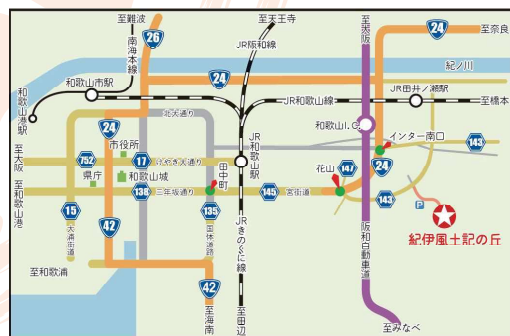 至難波
至天王寺
至大阪
24
至奈良
26
南海本線
JR阪和線
紀ノ川
和歌山市駅
24
JR田井ノ瀬駅
和歌山港駅
JR和歌山線
至橋本
北大通り
24
和歌山I.C.
インター南口
143
市役所
至大阪
752
17
けやき大通り
田中町
JR和歌山駅
花山
147
24
県庁
和歌山城
至和歌山港
138
三年坂通り
145
宮街道
143
P
15
42
135
大浦街道
国体道路
JRきのくに線
阪和自動車道
紀伊風土記の丘
至和歌浦
42
至海南
至田辺
至みなべ